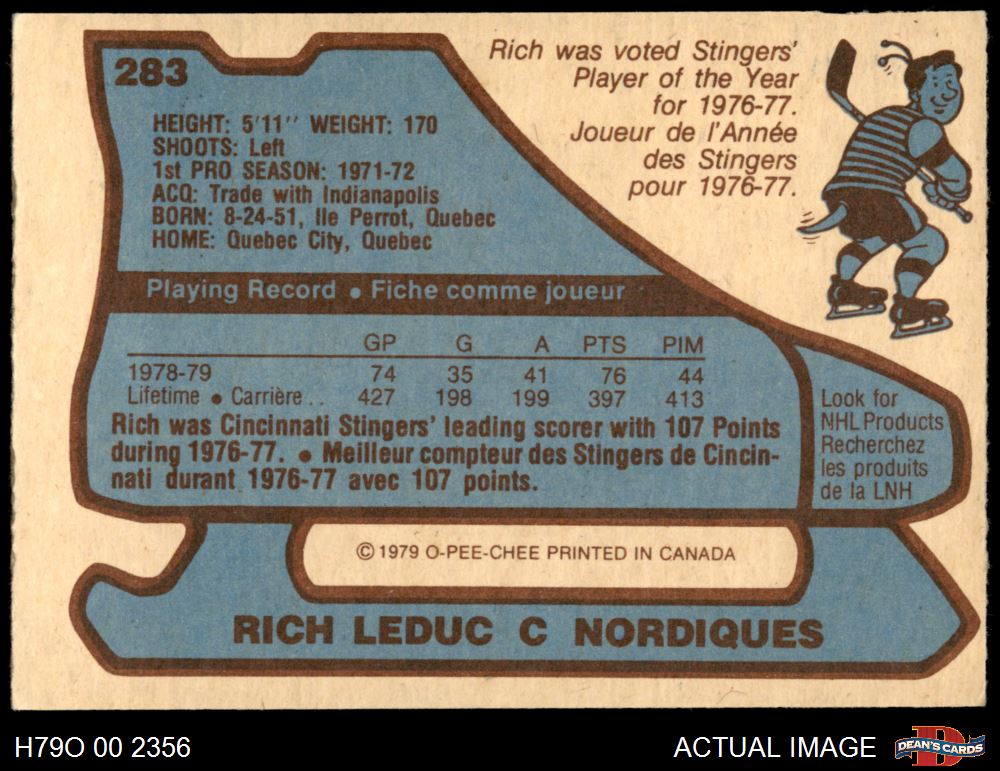 283
Rich was voted Stingers'
Player of the Year
for 1976-77.
Joueur de l'Année
des Stingers
pour 1976-77.
HEIGHT: 5'11'' WEIGHT: 170
SHOOTS: Left
1st PRO SEASON: 1971-72
ACQ: Trade with Indianapolis
BORN: 8-24-51, Ile Perrot, Quebec
HOME: Quebec City, Quebec
Playing Record • Fiche comme joueur
GP G A PTS PIM
1978-79 74 35 41 76 44
Lifetime • Carrière .. 427 198 199 397 413
Rich was Cincinnati Stingers' leading scorer with 107 Points
during 1976-77. • Meilleur compteur des Stingers de Cincin-
nati durant 1976-77 avec 107 points.
Look for
NHL Products
Recherchez
les produits
de la LNH
© 1979 O-PEE-CHEE PRINTED IN CANADA
RICH LEDUC C NORDIQUES
H79O 00 2356
ACTUAL IMAGE
D
DEAN'S CARDS